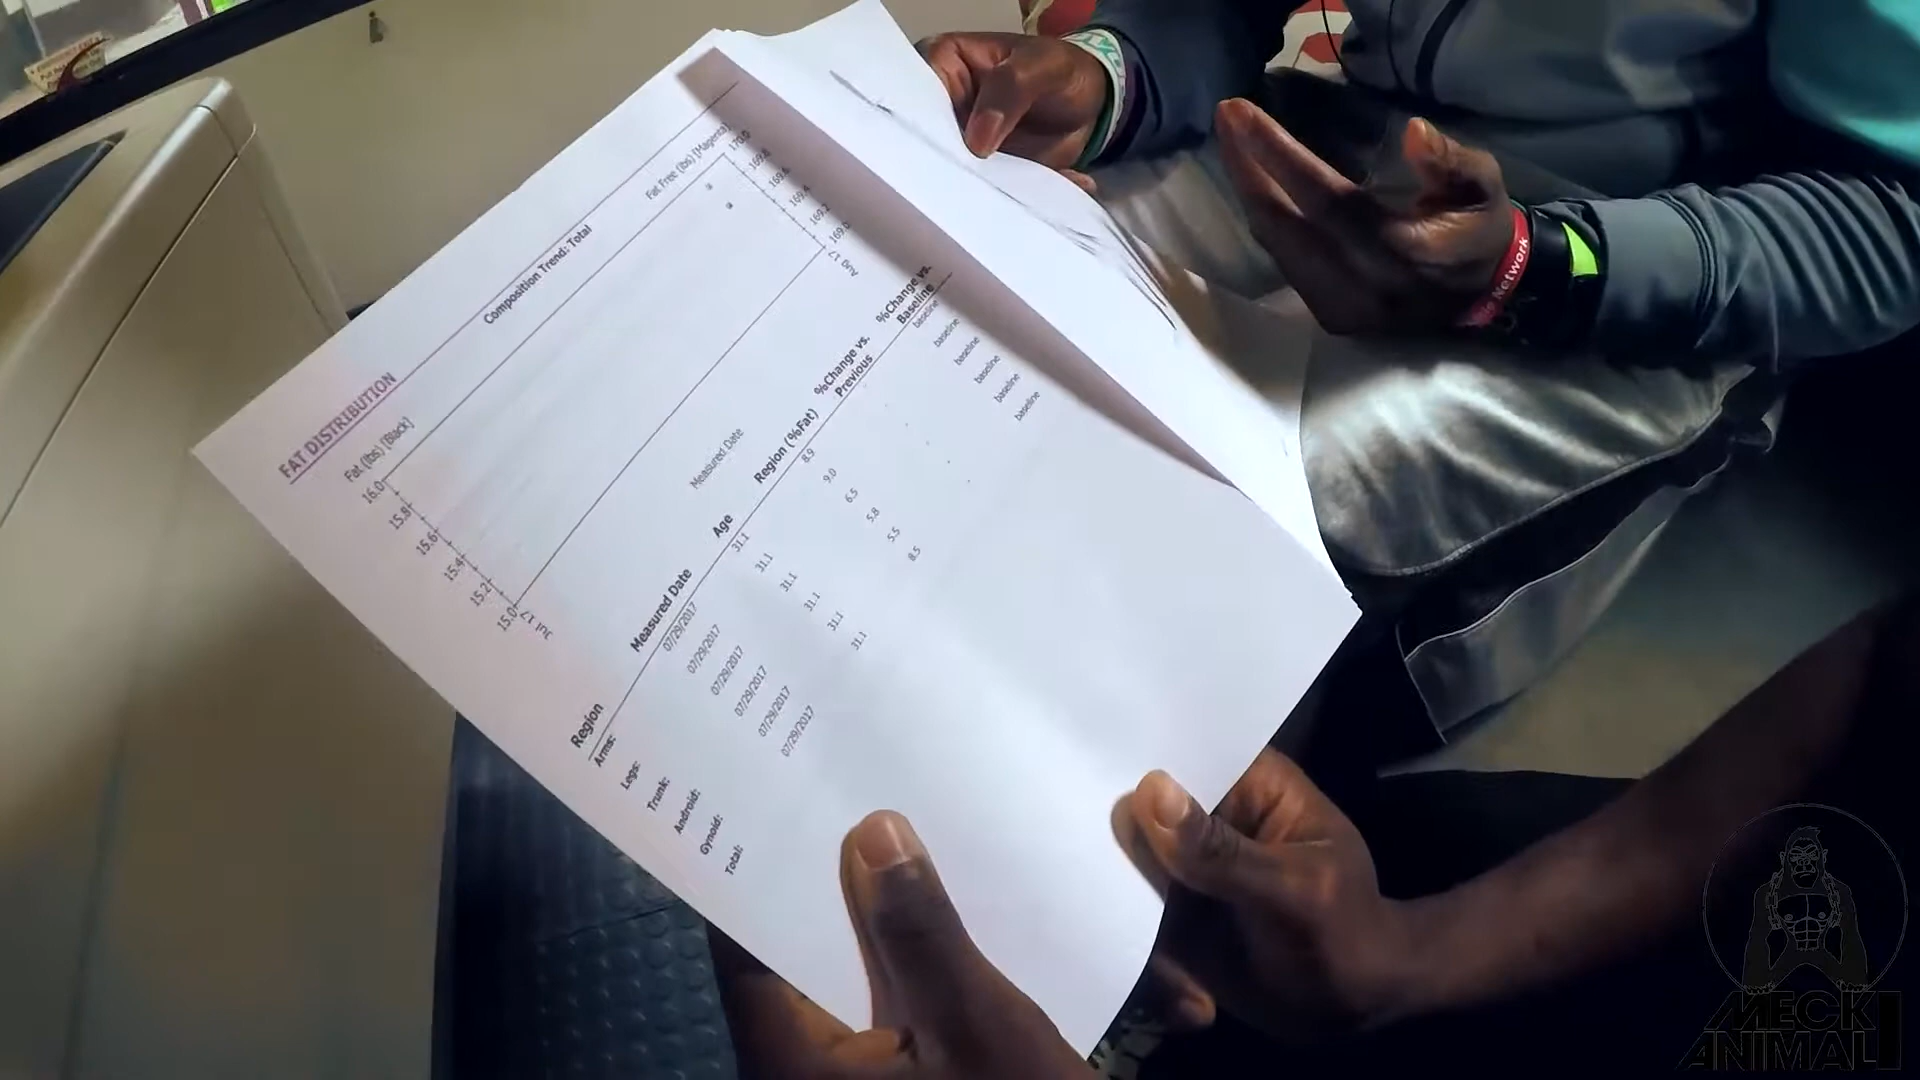 FAT DISTRIBUTION
Composition Trend: Total
Fat (lbs) [Black]
Fat Free (lbs) [Magenta]
16.0 170.0
15.8 169.8
15.6 169.6
15.4 169.4
15.2 169.2
15.0 169.0
Jul 17 Aug 17
Measured Date
Region Measured Date Age Region (%Fat) %Change vs. Previous %Change vs. Baseline
Arms: 07/29/2017 31.1 8.9 baseline
Legs: 07/29/2017 31.1 9.0 baseline
Trunk: 07/29/2017 31.1 6.5 baseline
Android: 07/29/2017 31.1 5.8 baseline
Gynoid: 07/29/2017 31.1 5.5 baseline
Total: 07/29/2017 31.1 8.5 baseline
Network
MECK
ANIMAL